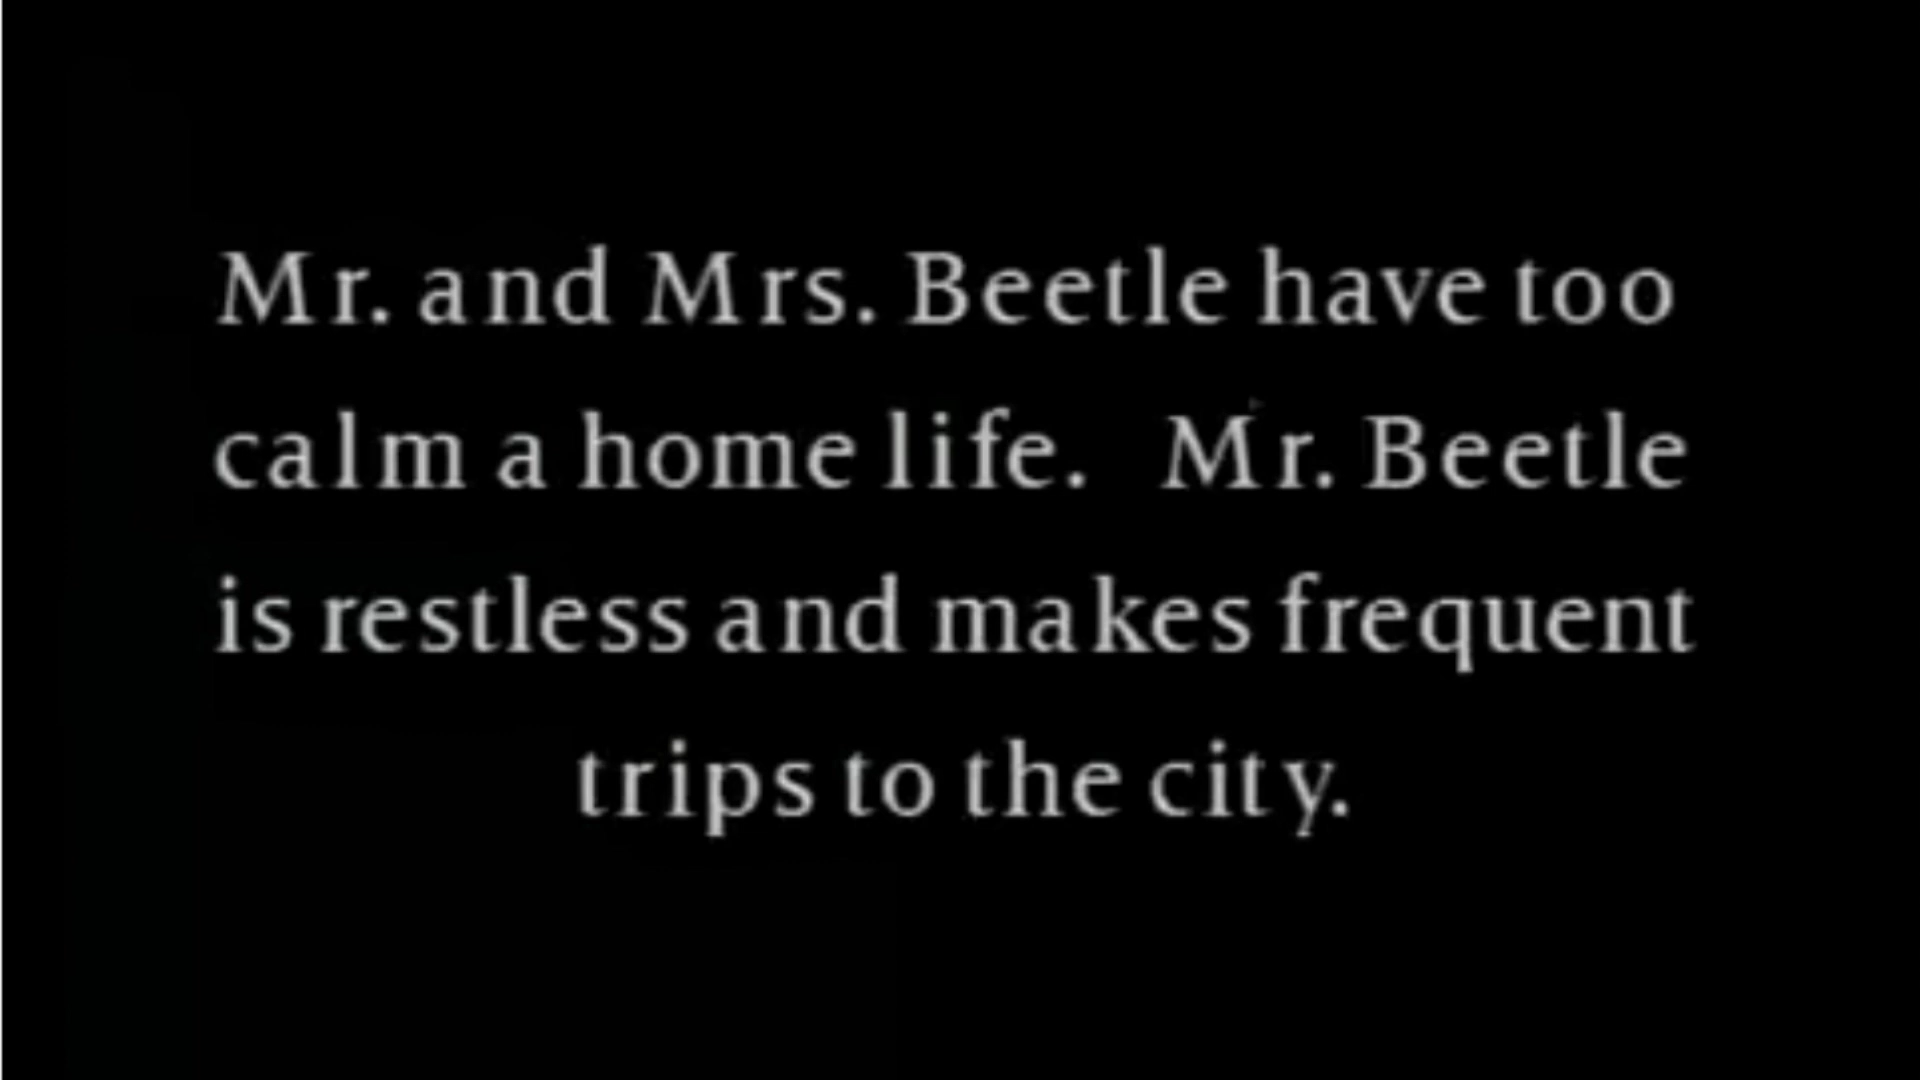 Mr. and Mrs. Beetle have too
calm a home life. Mr. Beetle
is restless and makes frequent
trips to the city.